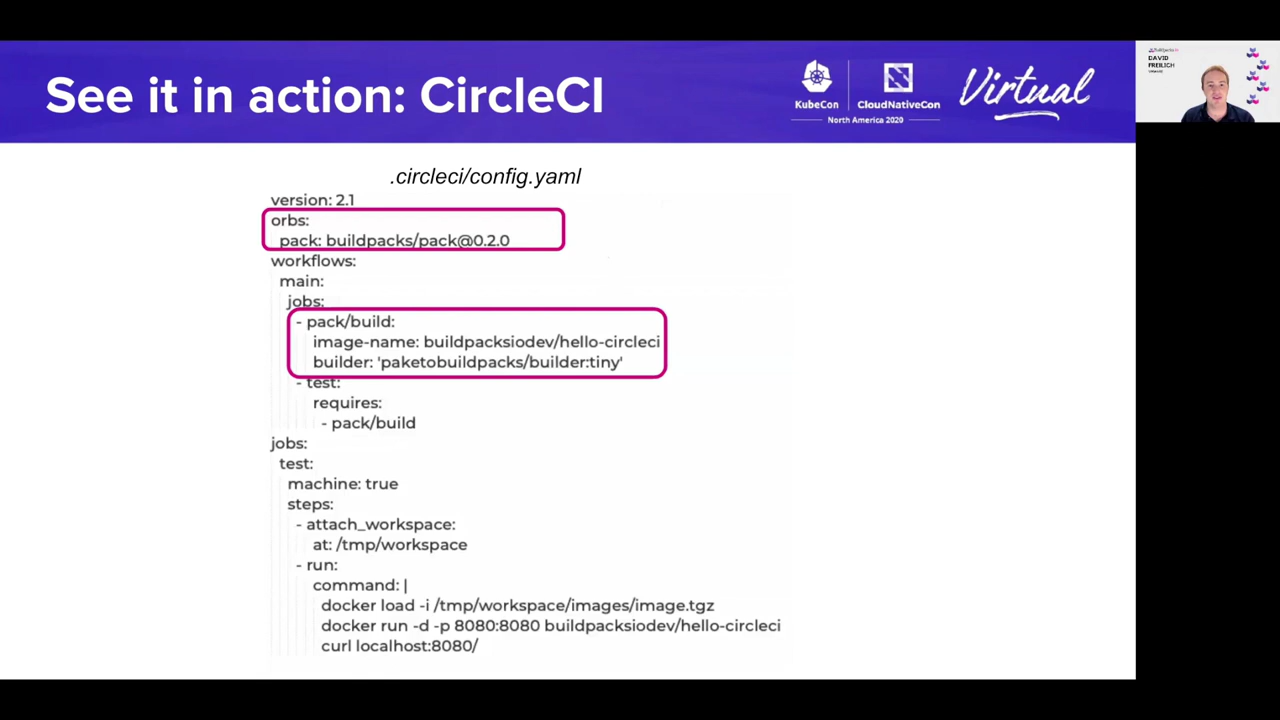 See it in action: CircleCI
KubeCon
CloudNativeCon
North America 2020
Virtual
DAVID
FREILICH
.circleci/config.yaml
version: 2.1
orbs:
pack: buildpacks/pack@0.2.0
workflows:
main:
jobs:
- pack/build:
image-name: buildpacksiodev/hello-circleci
builder: 'paketobuildpacks/builder:tiny'
- test:
requires:
- pack/build
jobs:
test:
machine: true
steps:
- attach_workspace:
at: /tmp/workspace
- run:
command: |
docker load -i /tmp/workspace/images/image.tgz
docker run -d -p 8080:8080 buildpacksiodev/hello-circleci
curl localhost:8080/